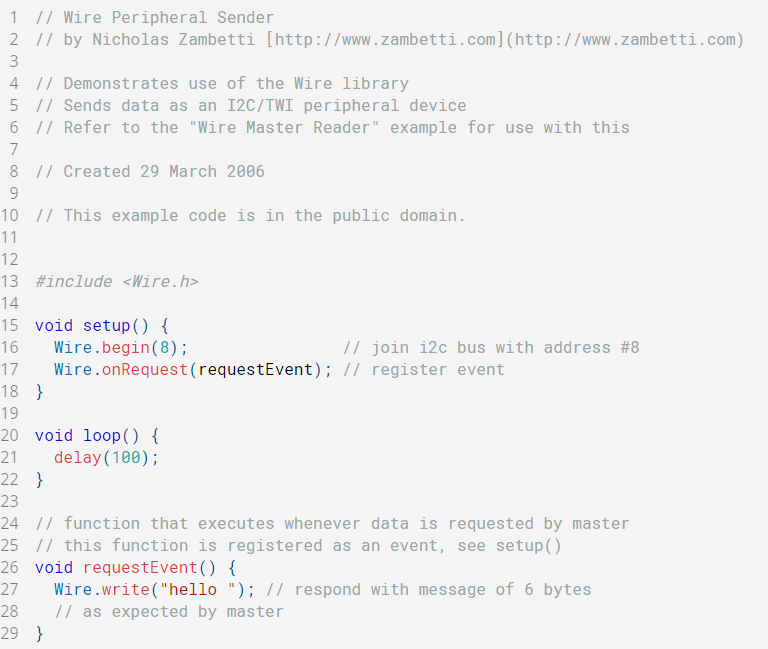 1 // Wire Peripheral Sender
2 // by Nicholas Zambetti [http://www.zambetti.com](http://www.zambetti.com)
3
4 // Demonstrates use of the Wire library
5 // Sends data as an I2C/TWI peripheral device
6 // Refer to the "Wire Master Reader" example for use with this
7
8 // Created 29 March 2006
9
10 // This example code is in the public domain.
11
12
13 #include <Wire.h>
14
15 void setup() {
16   Wire.begin(8);                // join i2c bus with address #8
17   Wire.onRequest(requestEvent); // register event
18 }
19
20 void loop() {
21   delay(100);
22 }
23
24 // function that executes whenever data is requested by master
25 // this function is registered as an event, see setup()
26 void requestEvent() {
27   Wire.write("hello "); // respond with message of 6 bytes
28   // as expected by master
29 }